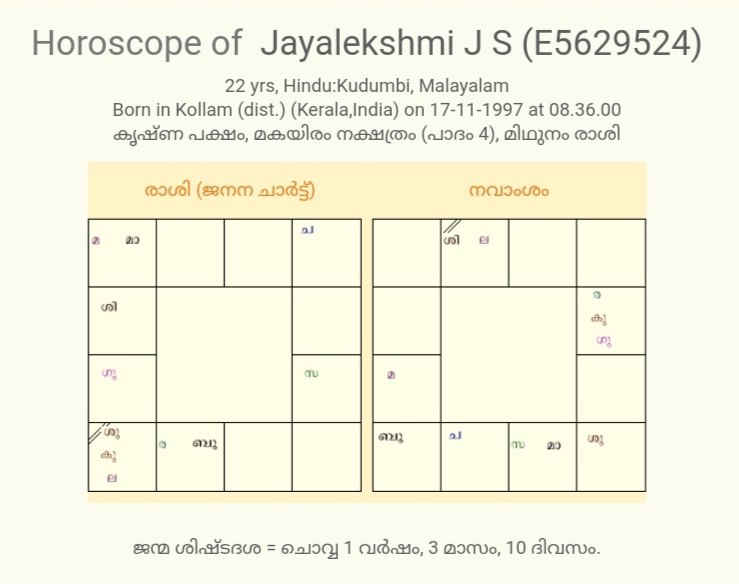 Horoscope of Jayalekshmi J S (E5629524)
22 yrs, Hindu:Kudumbi, Malayalam
Born in Kollam (dist.) (Kerala,India) on 17-11-1997 at 08.36.00
കൃഷ്ണ പക്ഷം, മകയിരം നക്ഷത്രം (പാദം 4), മിഥുനം രാശി
രാശി (ജനന ചാർട്ട്) നവാംശം
മ മാ ച ശി ല
ശി ര
കു
ഗു
ഗു സ മ
ശു ര ബു ബു ച സ മാ ശു
കു
ല
ജന്മ ശിഷ്ടദശ = ചൊവ്വ 1 വർഷം, 3 മാസം, 10 ദിവസം.